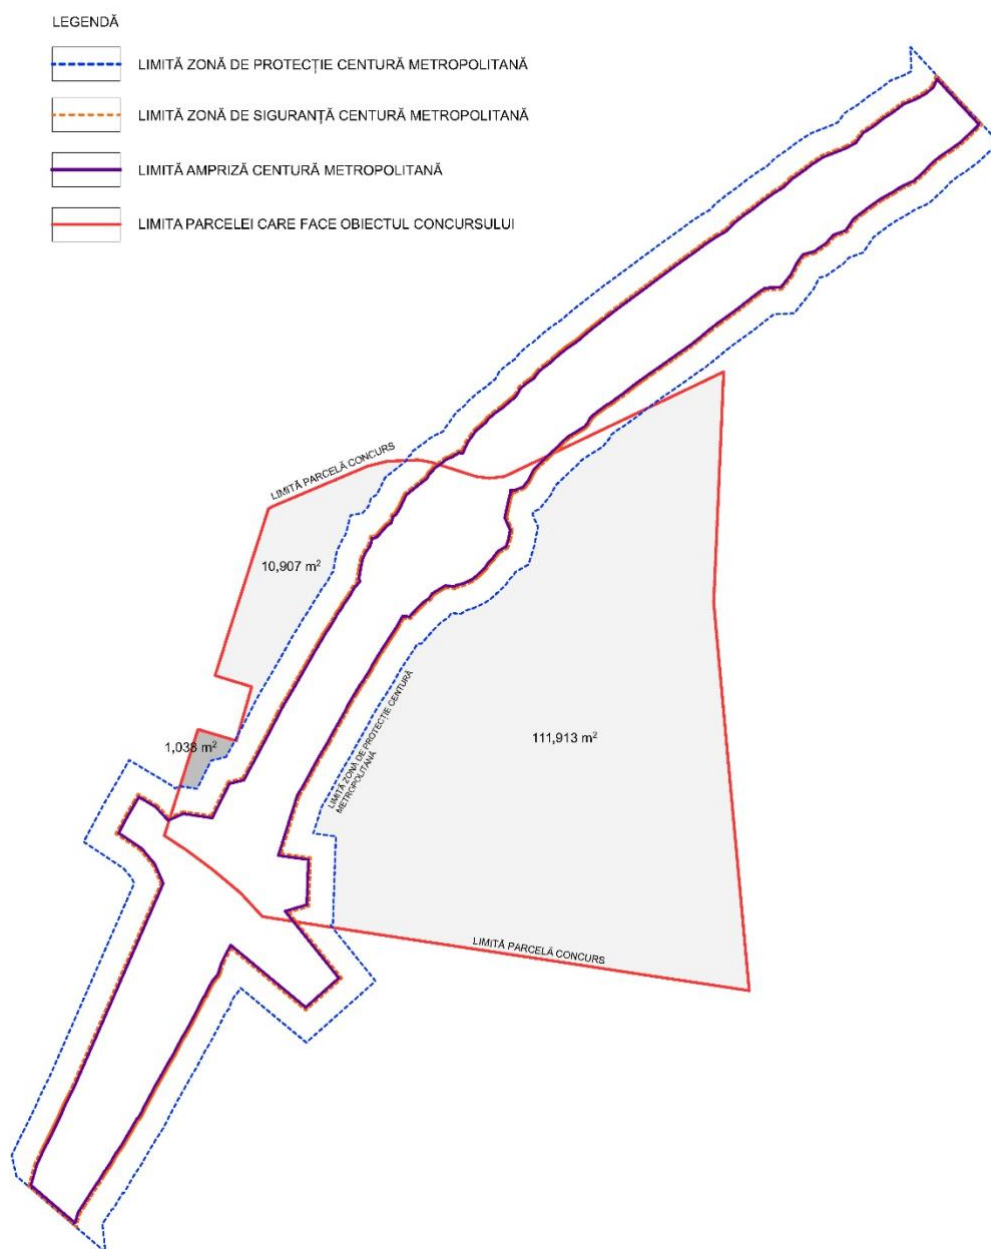 LEGENDĂ
LIMITĂ ZONĂ DE PROTECȚIE CENTURĂ METROPOLITANĂ
LIMITĂ ZONĂ DE SIGURANȚĂ CENTURĂ METROPOLITANĂ
LIMITĂ AMPRIZĂ CENTURĂ METROPOLITANĂ
LIMITA PARCELEI CARE FACE OBIECTUL CONCURSULUI
LIMITĂ PARCELĂ CONCURS
10,907 m²
1,038 m²
LIMITĂ ZONĂ DE PROTECȚIE CENTURĂ
METROPOLITANĂ
111,913 m²
LIMITĂ PARCELĂ CONCURS